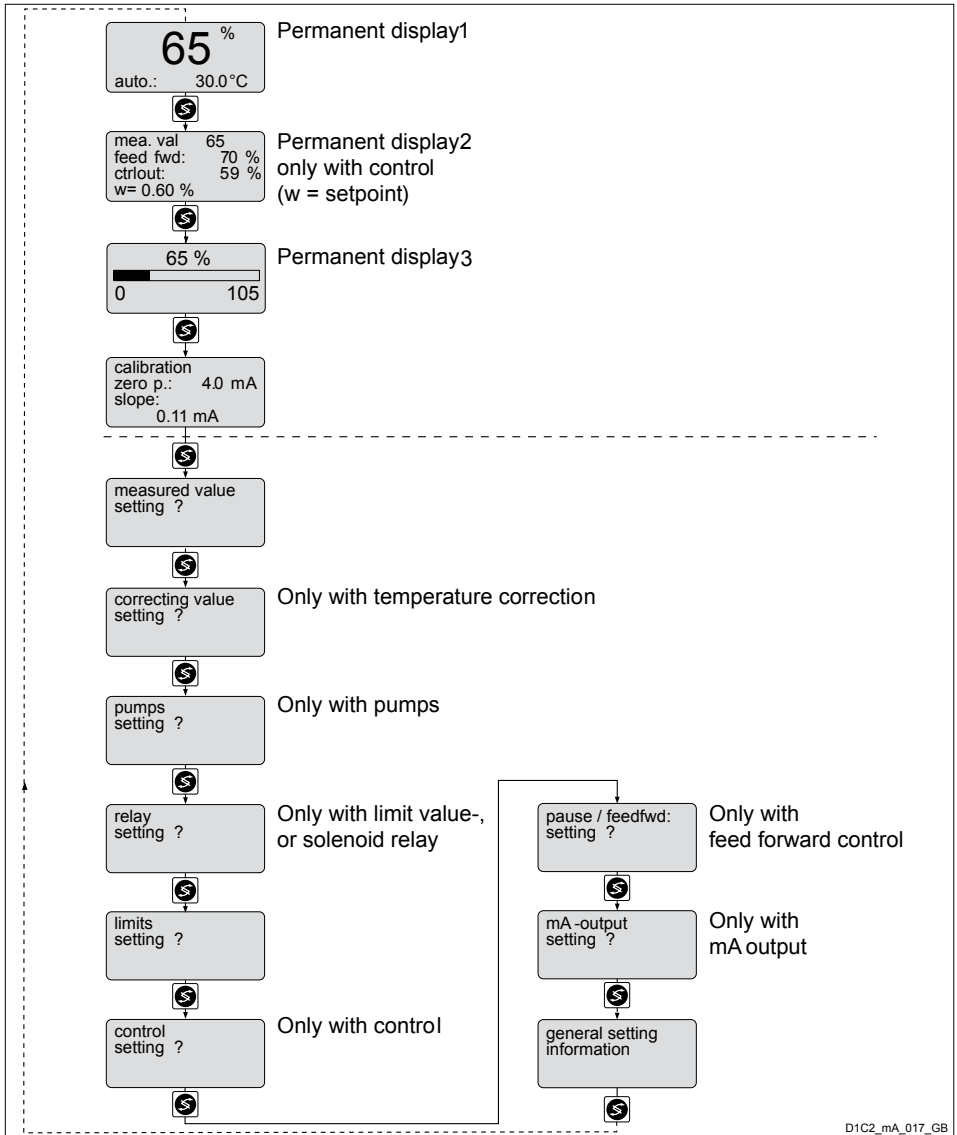 65 %
auto.: 30.0°C
Permanent display1
mea. val 65
feed fwd: 70 %
ctrlout: 59 %
w= 0.60 %
Permanent display2
only with control
(w = setpoint)
65 %
0 105
Permanent display3
calibration
zero p.: 4.0 mA
slope:
0.11 mA
measured value
setting ?
correcting value
setting ?
Only with temperature correction
pumps
setting ?
Only with pumps
relay
setting ?
Only with limit value-,
or solenoid relay
limits
setting ?
control
setting ?
Only with control
pause / feedfwd:
setting ?
Only with
feed forward control
mA-output
setting ?
Only with
mA output
general setting
information
D1C2_mA_017_GB